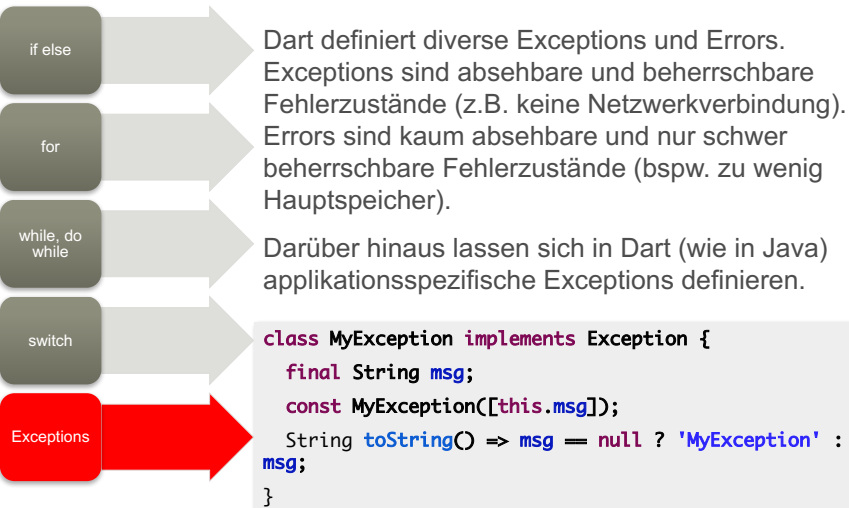 if else
for
while, do
while
switch
Exceptions
Dart definiert diverse Exceptions und Errors.
Exceptions sind absehbare und beherrschbare
Fehlerzustände (z.B. keine Netzwerkverbindung).
Errors sind kaum absehbare und nur schwer
beherrschbare Fehlerzustände (bspw. zu wenig
Hauptspeicher).
Darüber hinaus lassen sich in Dart (wie in Java)
applikationsspezifische Exceptions definieren.
class MyException implements Exception {
  final String msg;
  const MyException([this.msg]);
  String toString() => msg == null ? 'MyException' :
msg;
}